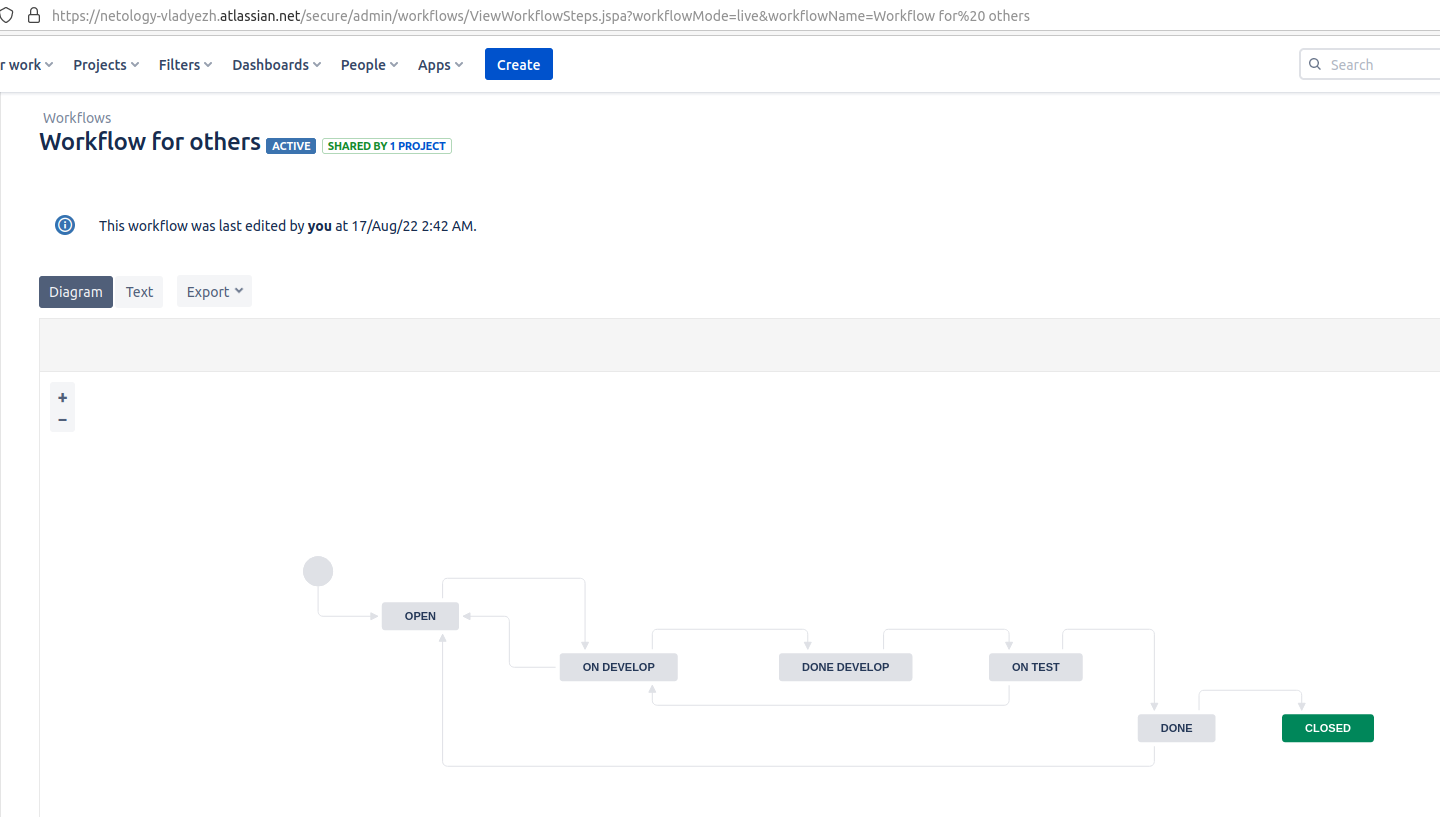 https://netology-vladyezh.atlassian.net/secure/admin/workflows/ViewWorkflowSteps.jspa?workflowMode=live&workflowName=Workflow for%20 others
r work Projects Filters Dashboards People Apps Create Search
Workflows
Workflow for others ACTIVE SHARED BY 1 PROJECT
This workflow was last edited by you at 17/Aug/22 2:42 AM.
Diagram Text Export
+
−
OPEN
ON DEVELOP DONE DEVELOP ON TEST
DONE CLOSED